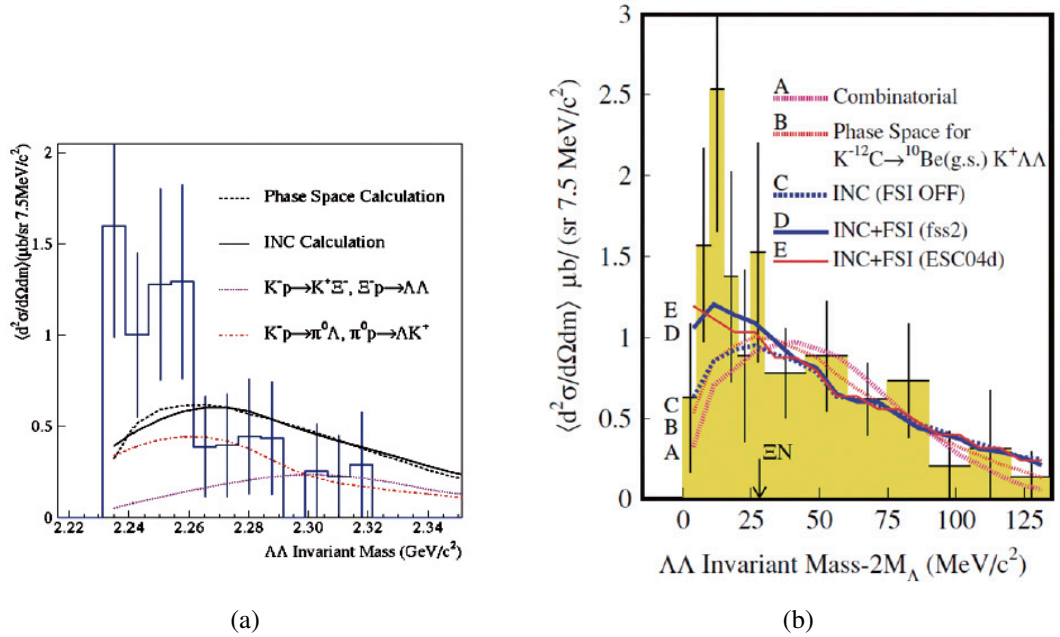 ⟨d²σ/dΩdm⟩(μb/sr 7.5MeV/c²)
2
1.5
1
0.5
0
Phase Space Calculation
INC Calculation
K⁻p→K⁺Ξ⁻, Ξ⁻p→ΛΛ
K⁻p→π⁰Λ, π⁰p→ΛK⁺
2.22 2.24 2.26 2.28 2.30 2.32 2.34
ΛΛ Invariant Mass (GeV/c²)
(a)
⟨d²σ/dΩdm⟩ μb/ (sr 7.5 MeV/c²)
3
2.5
2
1.5
1
0.5
0
A Combinatorial
B Phase Space for
K⁻¹²C→¹⁰Be(g.s.) K⁺ΛΛ
C INC (FSI OFF)
D INC+FSI (fss2)
E INC+FSI (ESC04d)
E
D
C
B
A
ΞN
0 25 50 75 100 125
ΛΛ Invariant Mass-2M_Λ (MeV/c²)
(b)